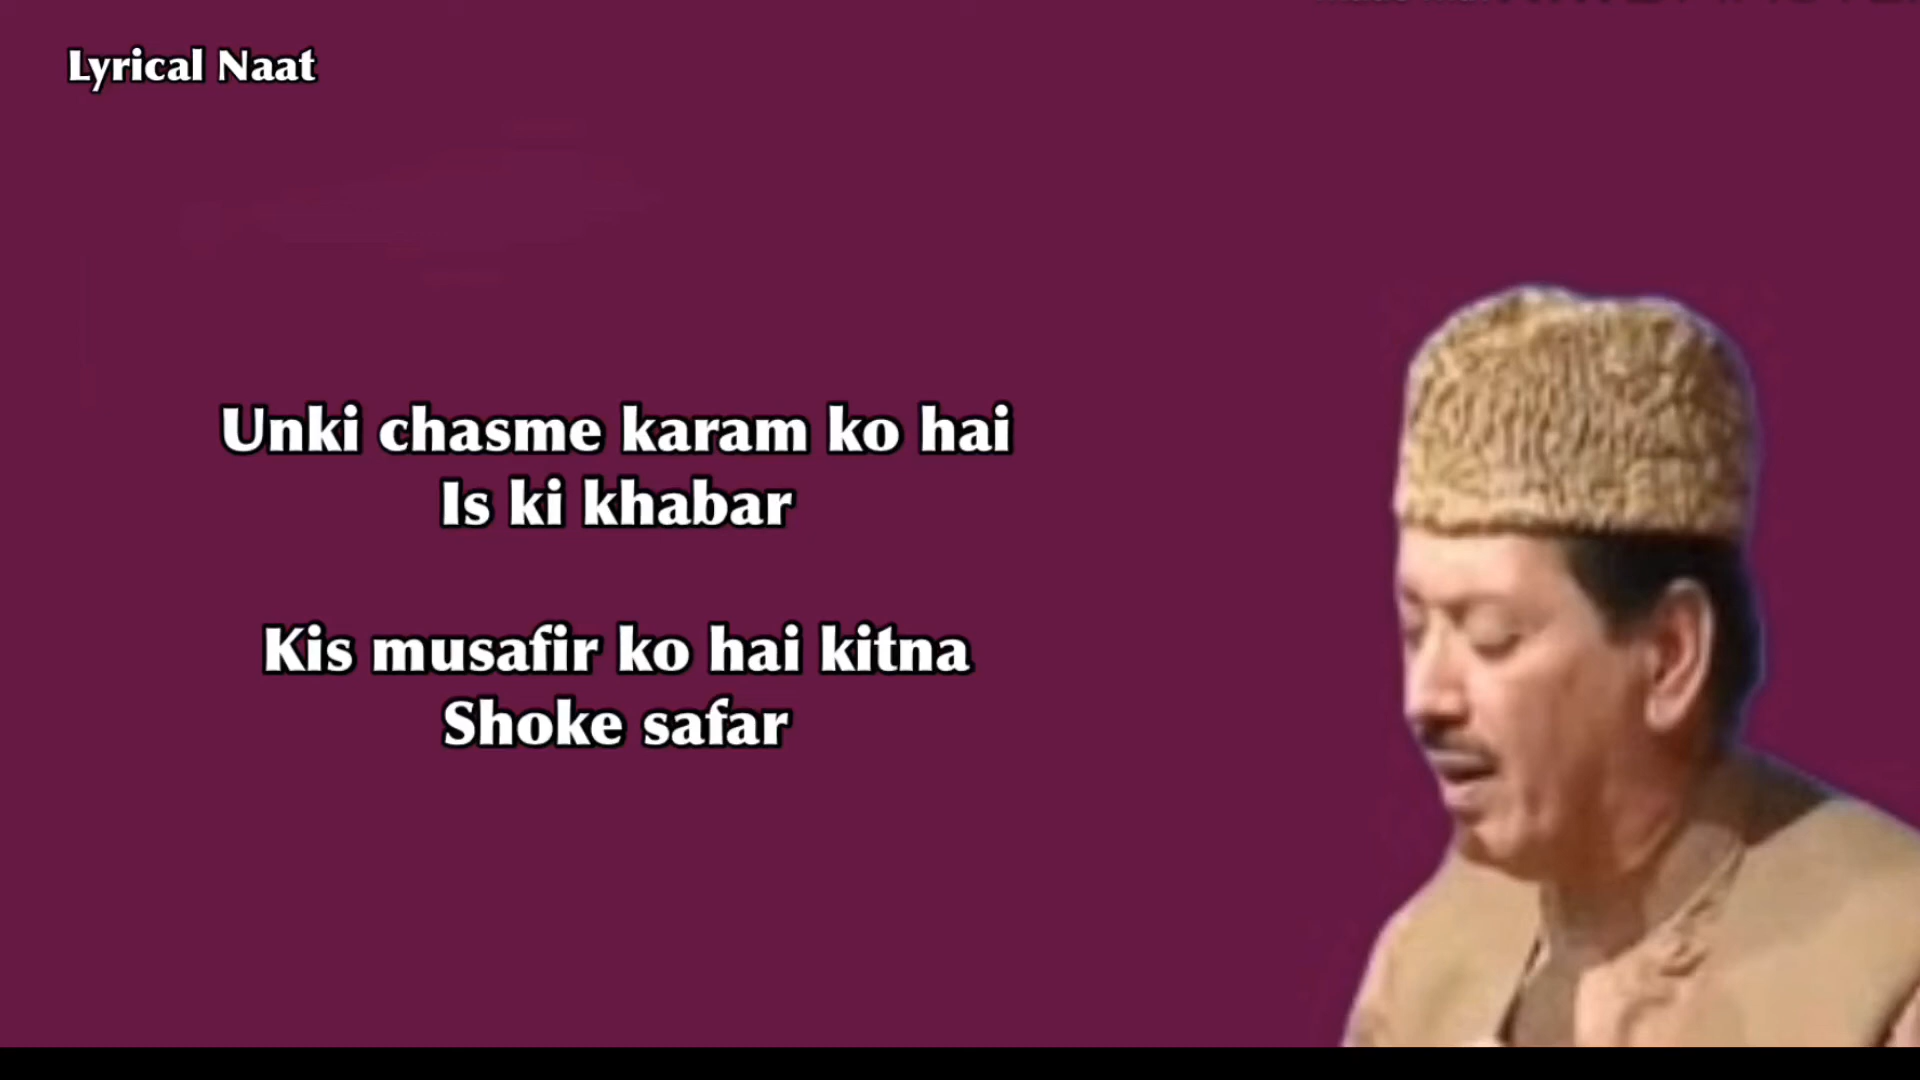 Lyrical Naat
Unki chasme karam ko hai
Is ki khabar
Kis musafir ko hai kitna
Shoke safar